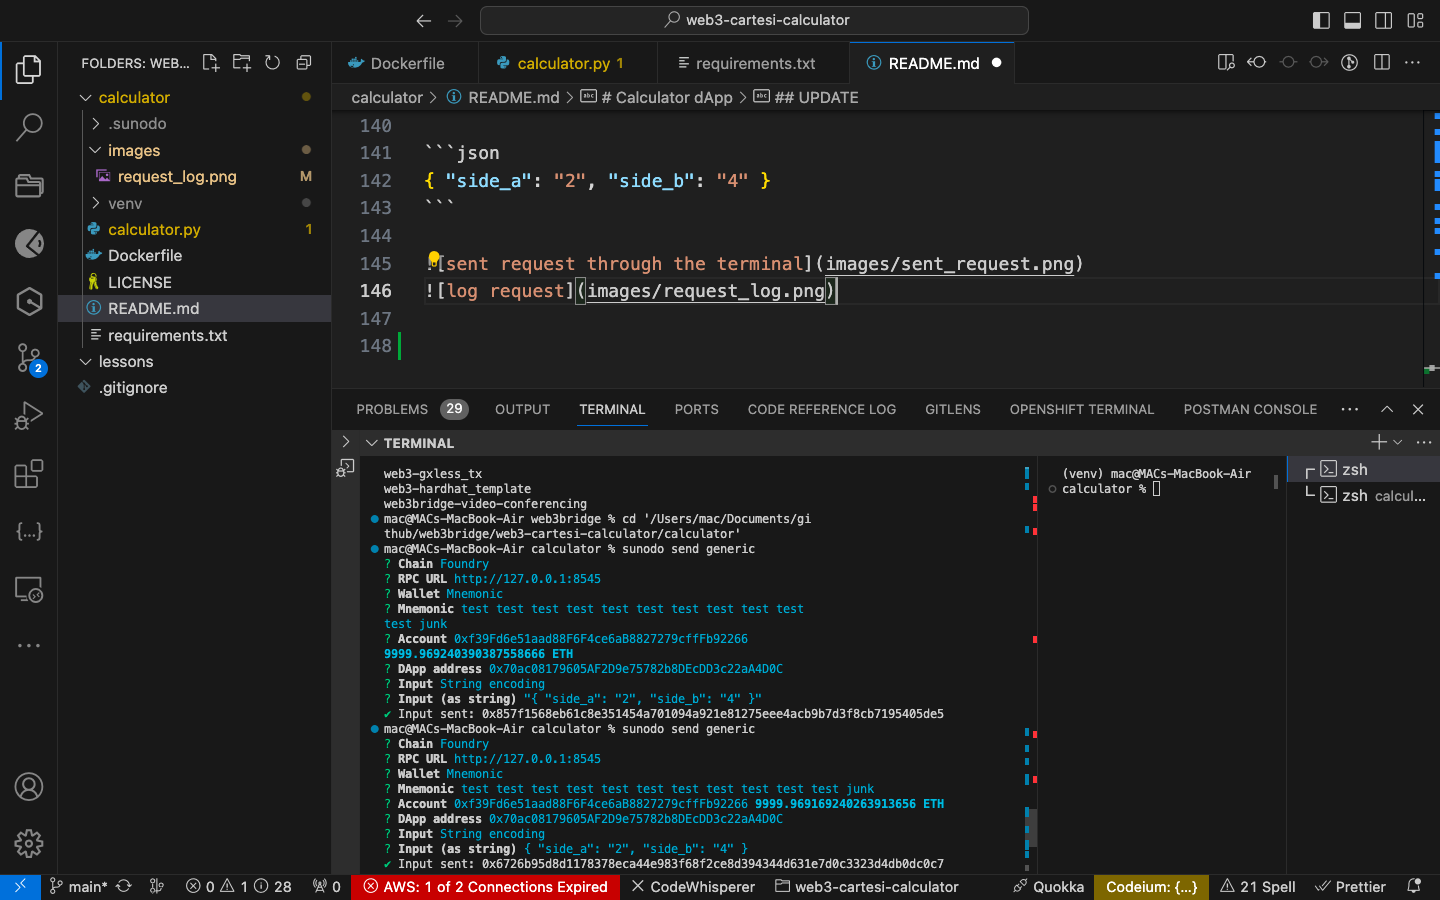 web3-cartesi-calculator
FOLDERS: WEB...
calculator
.sunodo
images
request_log.png M
venv
calculator.py 1
Dockerfile
LICENSE
README.md
requirements.txt
lessons
.gitignore
2
Dockerfile
calculator.py 1
requirements.txt
README.md
calculator > README.md > # Calculator dApp > ## UPDATE
140
141 ```json
142 { "side_a": "2", "side_b": "4" }
143 ```
144
145 ![sent request through the terminal](images/sent_request.png)
146 ![log request](images/request_log.png)
147
148
PROBLEMS 29 OUTPUT TERMINAL PORTS CODE REFERENCE LOG GITLENS OPENSHIFT TERMINAL POSTMAN CONSOLE
TERMINAL
web3-gxless_tx
web3-hardhat_template
web3bridge-video-conferencing
mac@MACs-MacBook-Air web3bridge % cd '/Users/mac/Documents/gi
thub/web3bridge/web3-cartesi-calculator/calculator'
mac@MACs-MacBook-Air calculator % sunodo send generic
? Chain Foundry
? RPC URL http://127.0.0.1:8545
? Wallet Mnemonic
? Mnemonic test test test test test test test test test test
test junk
? Account 0xf39Fd6e51aad88F6F4ce6aB8827279cffFb92266
9999.969240390387558666 ETH
? DApp address 0x70ac08179605AF2D9e75782b8DEcDD3c22aA4D0C
? Input String encoding
? Input (as string) "{ "side_a": "2", "side_b": "4" }"
✔ Input sent: 0x857f1568eb61c8e351454a701094a921e81275eee4acb9b7d3f8cb7195405de5
mac@MACs-MacBook-Air calculator % sunodo send generic
? Chain Foundry
? RPC URL http://127.0.0.1:8545
? Wallet Mnemonic
? Mnemonic test test test test test test test test test test test junk
? Account 0xf39Fd6e51aad88F6F4ce6aB8827279cffFb92266 9999.969169240263913656 ETH
? DApp address 0x70ac08179605AF2D9e75782b8DEcDD3c22aA4D0C
? Input String encoding
? Input (as string) { "side_a": "2", "side_b": "4" }
✔ Input sent: 0x6726b95d8d1178378eca44e983f68f2ce8d394344d631e7d0c3323d4db0dc0c7
(venv) mac@MACs-MacBook-Air
calculator %
zsh
zsh calcul...
main* 0 1 28 0 AWS: 1 of 2 Connections Expired CodeWhisperer web3-cartesi-calculator Quokka Codeium: {...} 21 Spell Prettier